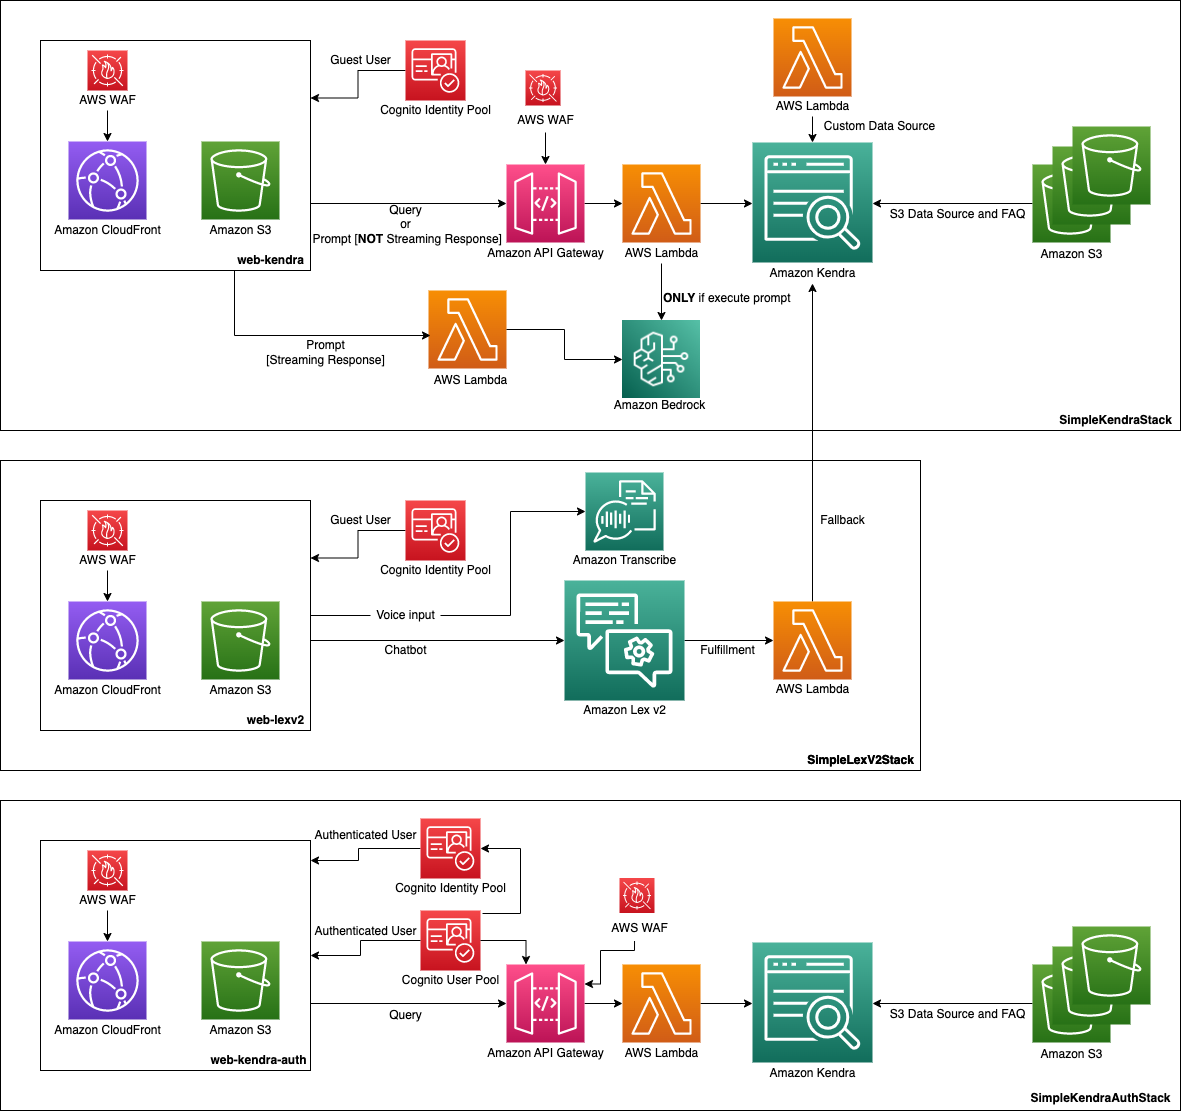 AWS WAF
Amazon CloudFront
Amazon S3
web-kendra
Guest User
Cognito Identity Pool
AWS WAF
Query
or
Prompt [NOT Streaming Response]
Amazon API Gateway
AWS Lambda
AWS Lambda
Custom Data Source
Amazon Kendra
S3 Data Source and FAQ
Amazon S3
ONLY if execute prompt
Prompt
[Streaming Response]
AWS Lambda
Amazon Bedrock
SimpleKendraStack
AWS WAF
Amazon CloudFront
Amazon S3
web-lexv2
Guest User
Cognito Identity Pool
Amazon Transcribe
Voice input
Chatbot
Amazon Lex v2
Fulfillment
AWS Lambda
Fallback
SimpleLexV2Stack
AWS WAF
Amazon CloudFront
Amazon S3
web-kendra-auth
Authenticated User
Cognito Identity Pool
Authenticated User
Cognito User Pool
AWS WAF
Query
Amazon API Gateway
AWS Lambda
Amazon Kendra
S3 Data Source and FAQ
Amazon S3
SimpleKendraAuthStack